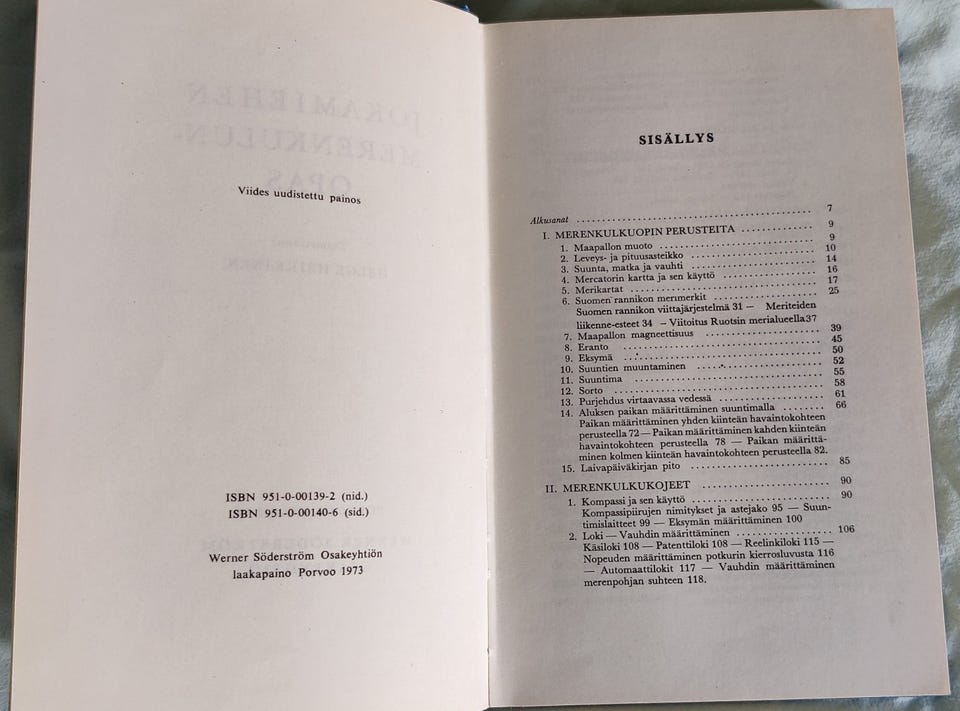 Viides uudistettu painos
ISBN 951-0-00139-2 (nid.)
ISBN 951-0-00140-6 (sid.)
Werner Söderström Osakeyhtiön
laakapaino Porvoo 1973
SISÄLLYS
Alkusanat .......... 7
I. MERENKULKUOPIN PERUSTEITA .......... 9
1. Maapallon muoto .......... 9
2. Leveys- ja pituusasteikko .......... 10
3. Suunta, matka ja vauhti .......... 14
4. Mercatorin kartta ja sen käyttö .......... 16
5. Merikartat .......... 17
6. Suomen rannikon merimerkit .......... 25
Suomen rannikon viittajärjestelmä 31 — Meriteiden
liikenne-esteet 34 – Viitoitus Ruotsin merialueella37
7. Maapallon magneettisuus .......... 39
8. Eranto .......... 45
9. Eksymä .......... 50
10. Suuntien muuntaminen .......... 52
11. Suuntima .......... 55
12. Sorto .......... 58
13. Purjehdus virtaavassa vedessä .......... 61
14. Aluksen paikan määrittäminen suuntimalla ........ 66
Paikan määrittäminen yhden kiinteän havaintokohteen
perusteella 72 — Paikan määrittäminen kahden kiinteän
havaintokohteen perusteella 78 — Paikan määrittä-
minen kolmen kiinteän havaintokohteen perusteella 82.
15. Laivapäiväkirjan pito .......... 85
II. MERENKULKUKOJEET .......... 90
1. Kompassi ja sen käyttö .......... 90
Kompassipiirujen nimitykset ja astejako 95 — Suun-
timislaitteet 99 — Eksymän määrittäminen 100
2. Loki — Vauhdin määrittäminen .......... 106
Käsiloki 108 — Patenttiloki 108 — Reelinkiloki 115 —
Nopeuden määrittäminen potkurin kierrosluvusta 116
— Automaattilokit 117 — Vauhdin määrittäminen
merenpohjan suhteen 118.